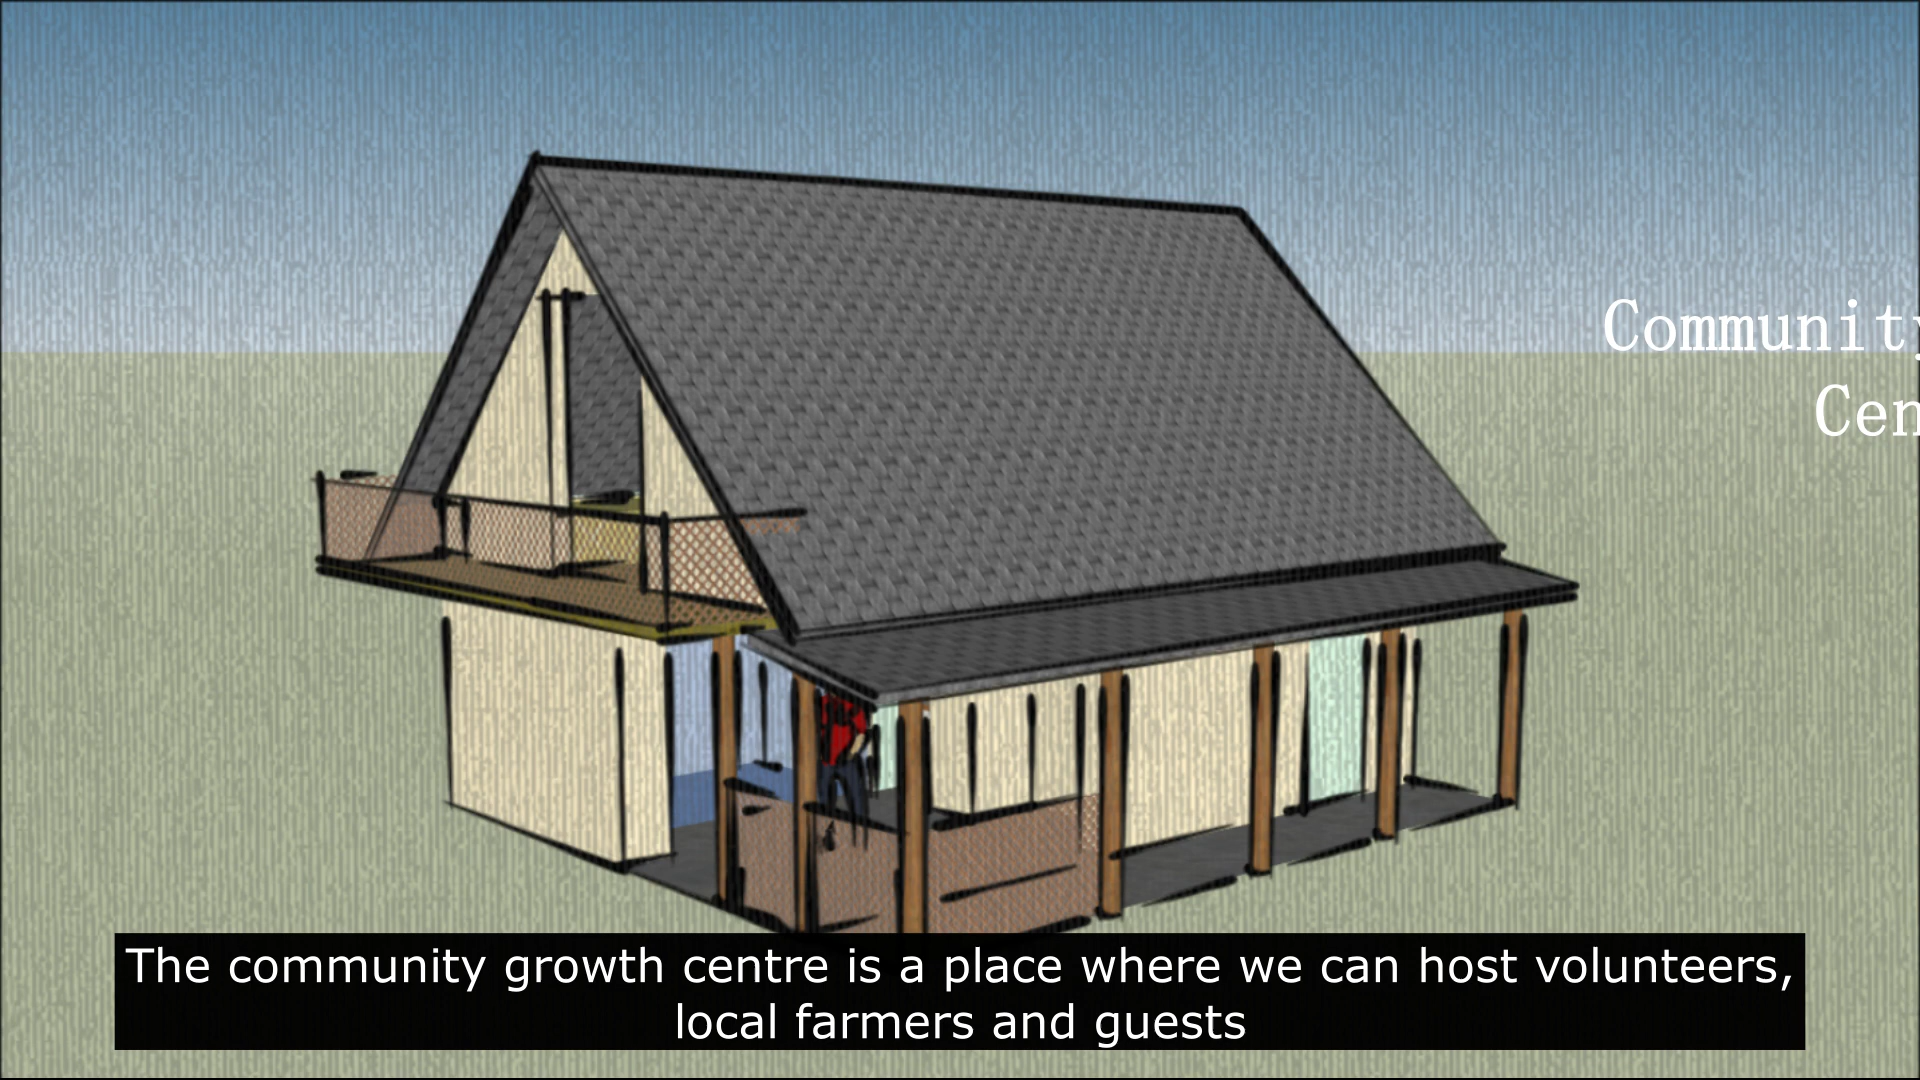 Community
Cen
The community growth centre is a place where we can host volunteers,
local farmers and guests